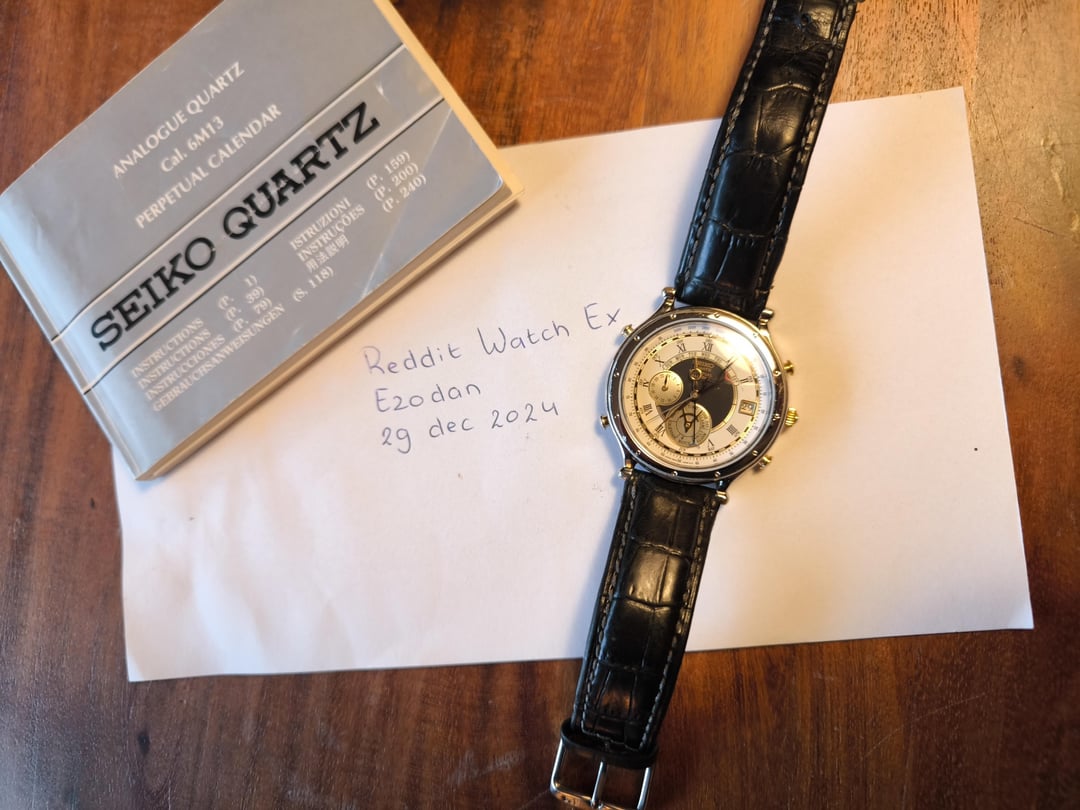 ANALOGUE QUARTZ
Cal. 6M13
PERPETUAL CALENDAR
SEIKO QUARTZ
INSTRUCTIONS (P. 1)
INSTRUCTIONS (P. 39)
INSTRUCCIONES (P. 79)
GEBRAUCHSANWEISUNGEN (S. 118)
ISTRUZIONI (P. 159)
INSTRUÇÕES (P. 200)
用法説明 (P. 240)
Reddit Watch Ex
Ezodan
29 dec 2024